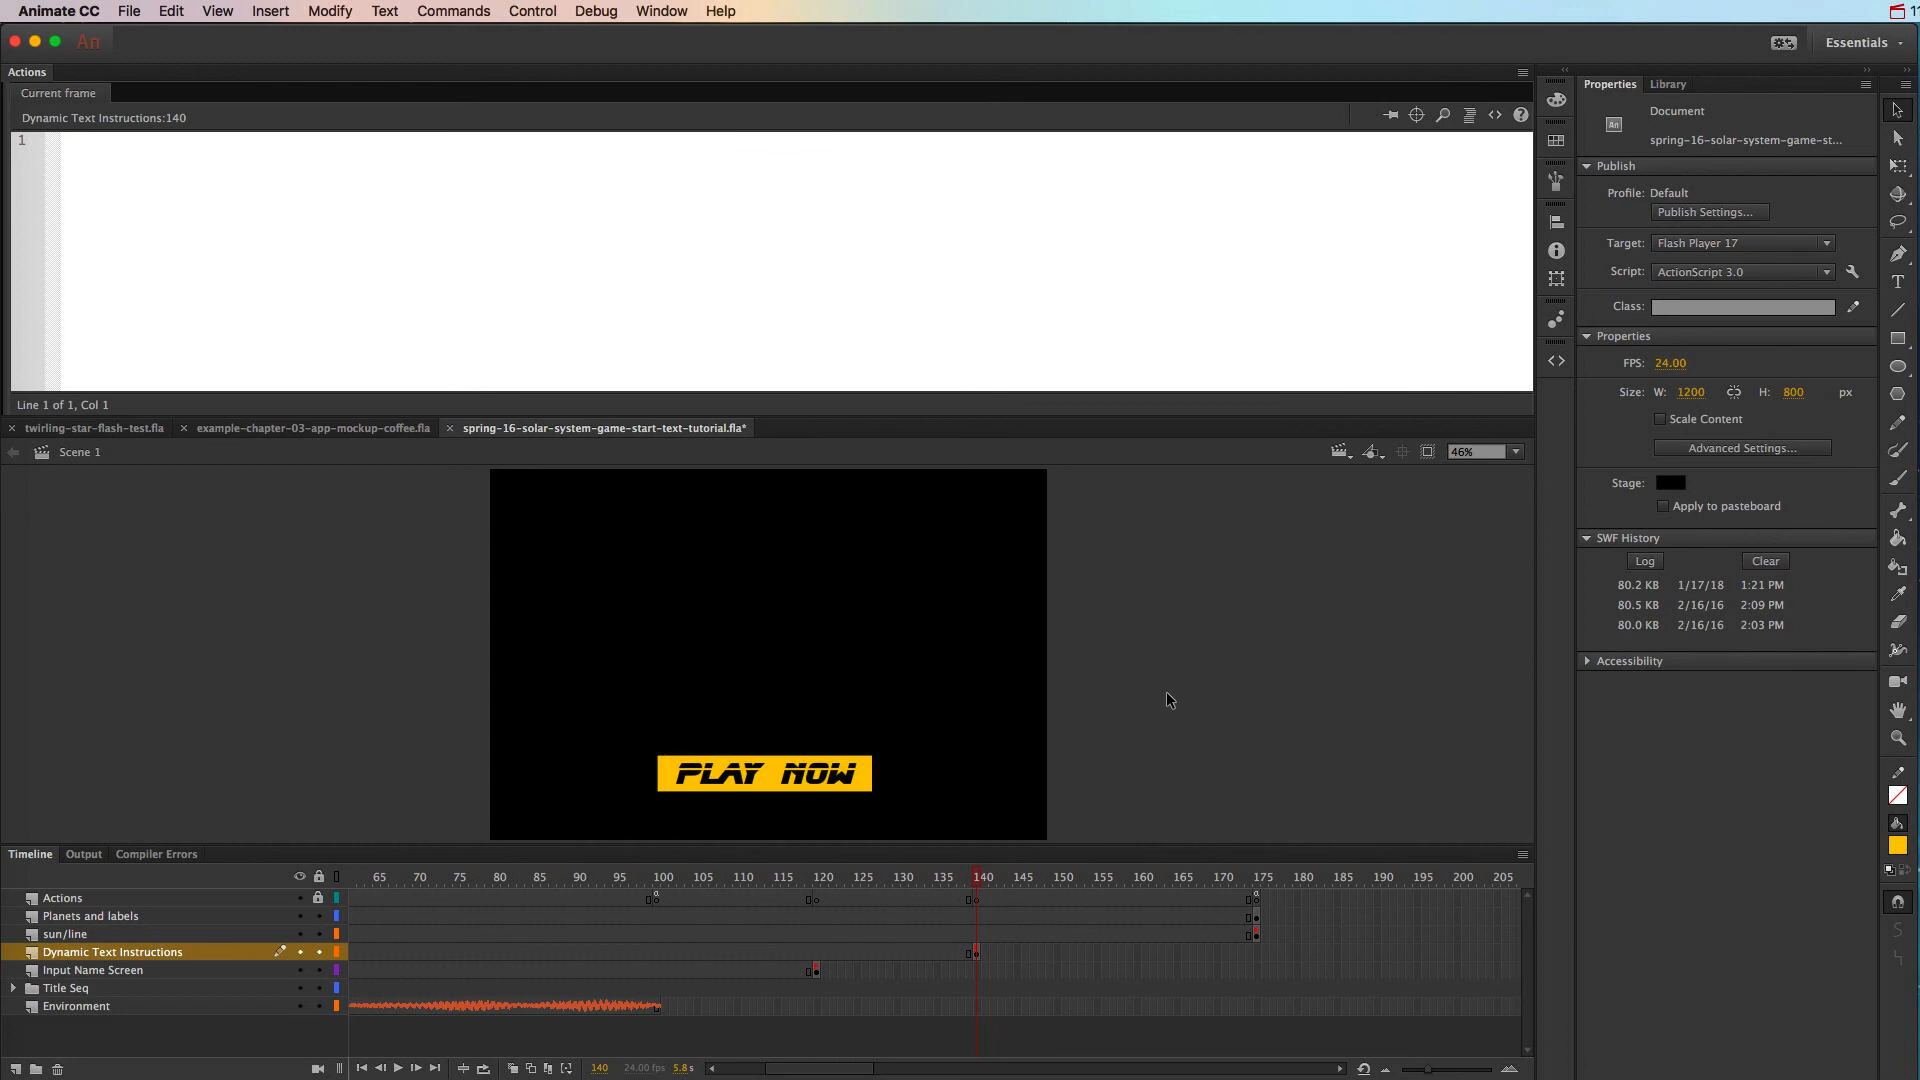 Animate CC File Edit View Insert Modify Text Commands Control Debug Window Help
An Essentials
Actions
Current frame
Dynamic Text Instructions:140
1
Line 1 of 1, Col 1
twirling-star-flash-test.fla example-chapter-03-app-mockup-coffee.fla spring-16-solar-system-game-start-text-tutorial.fla*
Scene 1 46%
PLAY NOW
Properties Library
Document
An spring-16-solar-system-game-st...
Publish
Profile: Default
Publish Settings...
Target: Flash Player 17
Script: ActionScript 3.0
Class:
Properties
FPS: 24.00
Size: W: 1200 H: 800 px
Scale Content
Advanced Settings...
Stage:
Apply to pasteboard
SWF History
Log Clear
80.2 KB 1/17/18 1:21 PM
80.5 KB 2/16/16 2:09 PM
80.0 KB 2/16/16 2:03 PM
Accessibility
Timeline Output Compiler Errors
65 70 75 80 85 90 95 100 105 110 115 120 125 130 135 140 145 150 155 160 165 170 175 180 185 190 195 200 205
Actions
Planets and labels
sun/line
Dynamic Text Instructions
Input Name Screen
Title Seq
Environment
140 24.00 fps 5.8 s